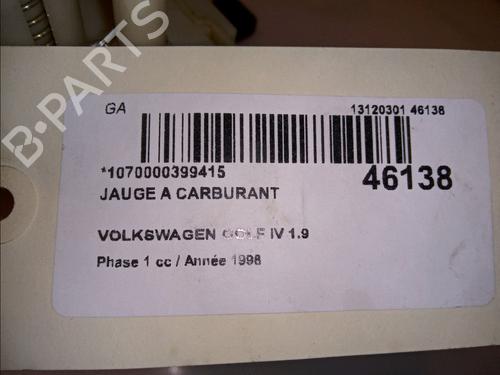 B-PARTS
GA
13120301 46138
*1070000399415
46138
JAUGE A CARBURANT
VOLKSWAGEN GOLF IV 1.9
Phase 1 cc / Année 1998